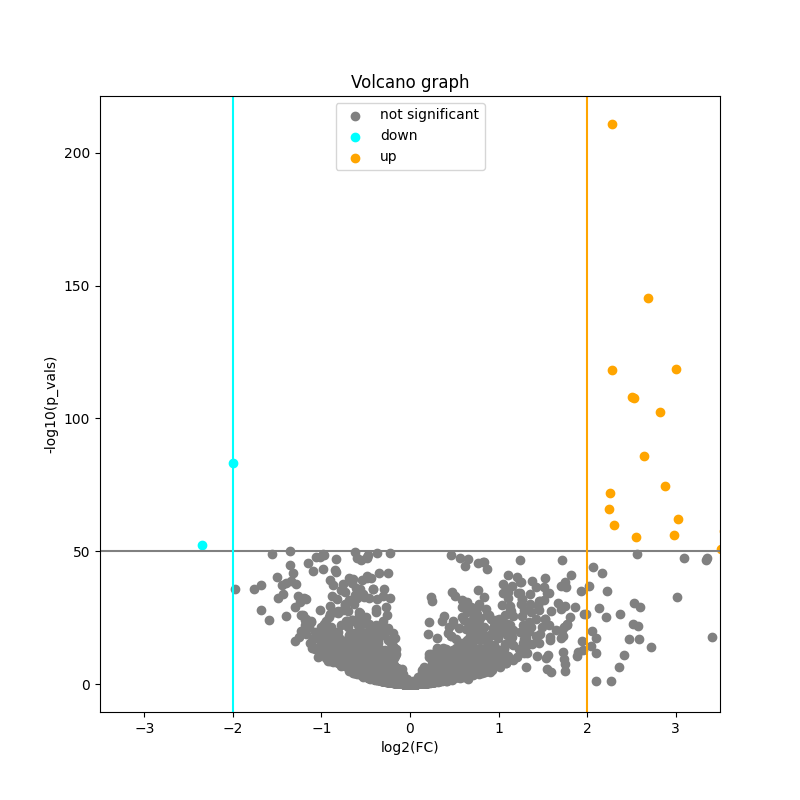 Volcano graph
not significant
down
up
-log10(p_vals)
200
150
100
50
0
−3 −2 −1 0 1 2 3
log2(FC)